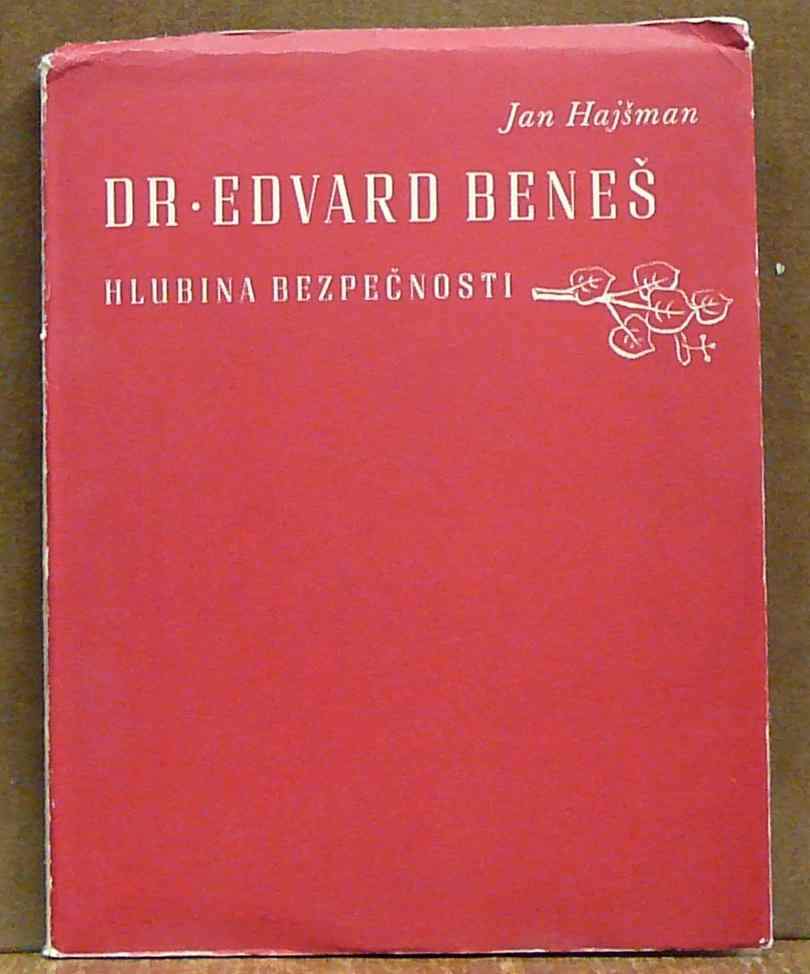 Jan Hajšman
DR·EDVARD BENEŠ
HLUBINA BEZPEČNOSTI